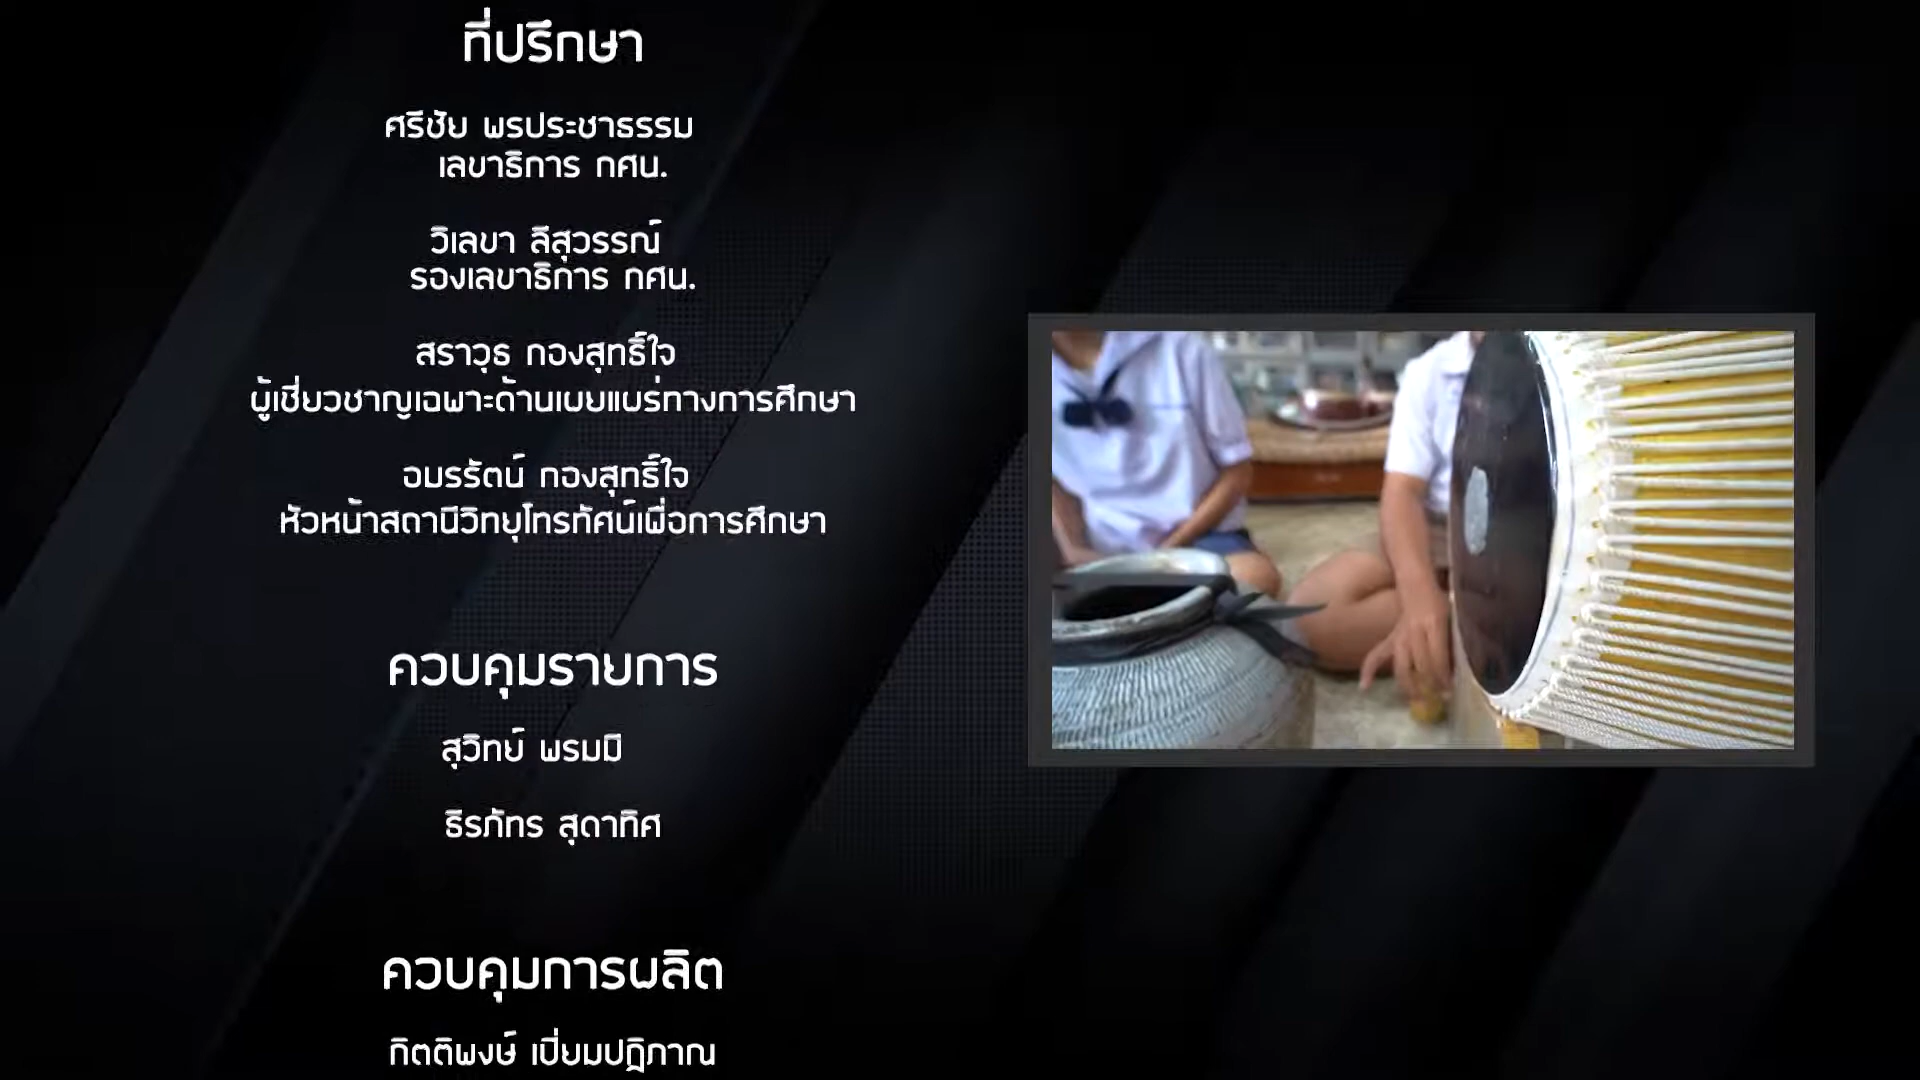 ที่ปรึกษา
ศรีชัย พรประชาธรรม
เลขาธิการ กศน.
วิเลขา ลีสุวรรณ์
รองเลขาธิการ กศน.
สราวุธ กองสุทธิ์ใจ
ผู้เชี่ยวชาญเฉพาะด้านเผยแผร่ทางการศึกษา
อมรรัตน์ กองสุทธิ์ใจ
หัวหน้าสถานีวิทยุโทรทัศน์เพื่อการศึกษา
ควบคุมรายการ
สุวิทย์ พรมมี
ธิรภัทร สุดาทิศ
ควบคุมการผลิต
กิตติพงษ์ เปี่ยมปฏิภาณ